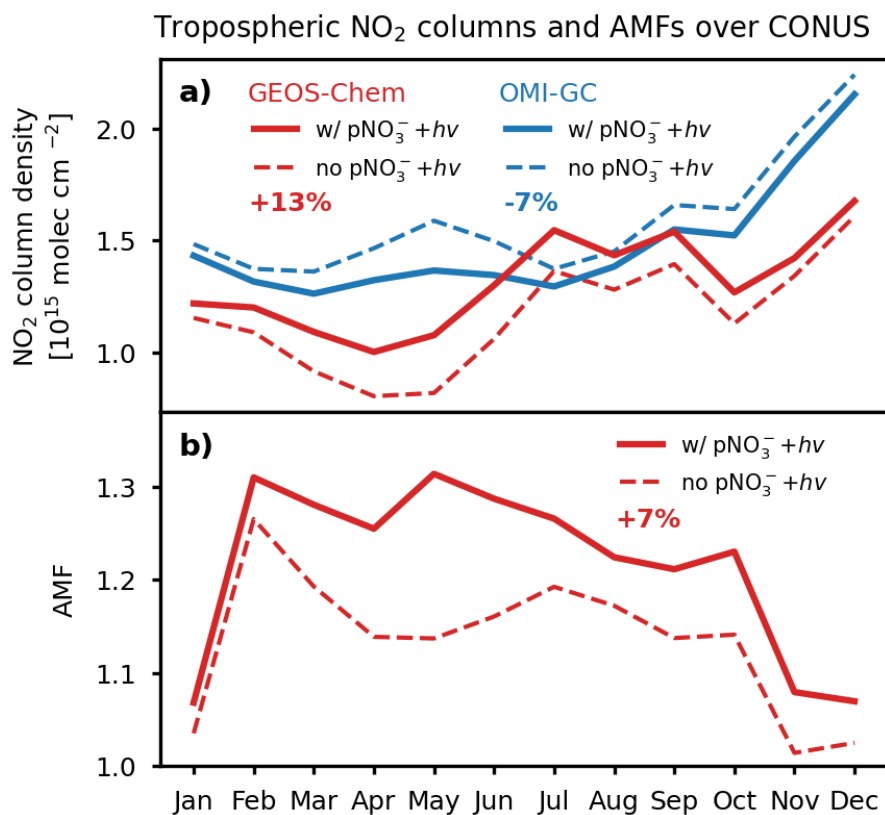 Tropospheric NO₂ columns and AMFs over CONUS
a)
GEOS-Chem
w/ pNO₃⁻+hv
no pNO₃⁻+hv
+13%
OMI-GC
w/ pNO₃⁻+hv
no pNO₃⁻+hv
-7%
NO₂ column density
[10¹⁵ molec cm⁻²]
2.0
1.5
1.0
b)
w/ pNO₃⁻+hv
no pNO₃⁻+hv
+7%
AMF
1.3
1.2
1.1
1.0
Jan Feb Mar Apr May Jun Jul Aug Sep Oct Nov Dec